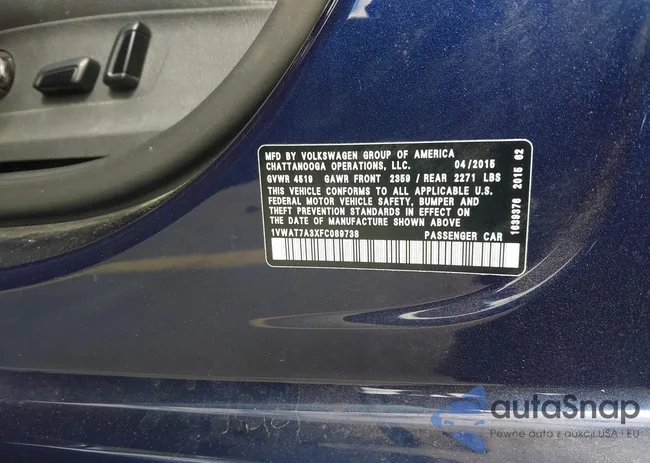 MFD BY VOLKSWAGEN GROUP OF AMERICA
CHATTANOOGA OPERATIONS, LLC. 04/2015
GVWR 4519 GAWR FRONT 2359 / REAR 2271 LBS
THIS VEHICLE CONFORMS TO ALL APPLICABLE U.S.
FEDERAL MOTOR VEHICLE SAFETY, BUMPER AND
THEFT PREVENTION STANDARDS IN EFFECT ON
THE DATE OF MANUFACTURE SHOWN ABOVE
1VWAT7A3XFC089738 PASSENGER CAR
1639376 2015 02
autoSnap
Pewne auta z aukcji USA i EU